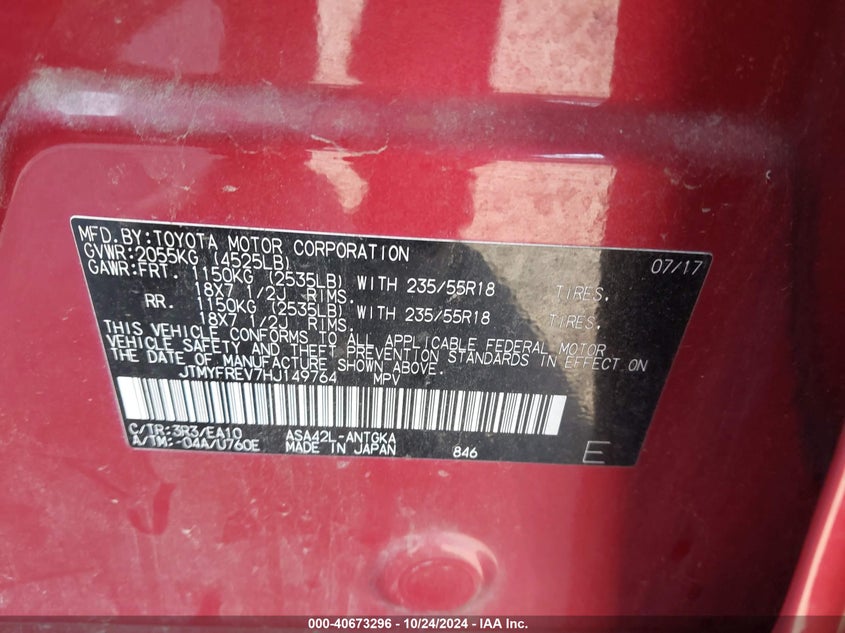 MFD.BY:TOYOTA MOTOR CORPORATION 07/17
GVWR:2055KG (4525LB)
GAWR:FRT. 1150KG (2535LB) WITH 235/55R18 TIRES,
18X7 1/2J RIMS.
RR. 1150KG (2535LB) WITH 235/55R18 TIRES,
18X7 1/2J RIMS.
THIS VEHICLE CONFORMS TO ALL APPLICABLE FEDERAL MOTOR
VEHICLE SAFETY AND THEFT PREVENTION STANDARDS IN EFFECT ON
THE DATE OF MANUFACTURE SHOWN ABOVE.
JTMYFREV7HJ149764 MPV
C/TR:3R3/EA10 ASA42L-ANTGKA
A/TM:-04A/U760E MADE IN JAPAN 846 E
000-40673296 - 10/24/2024 - IAA Inc.